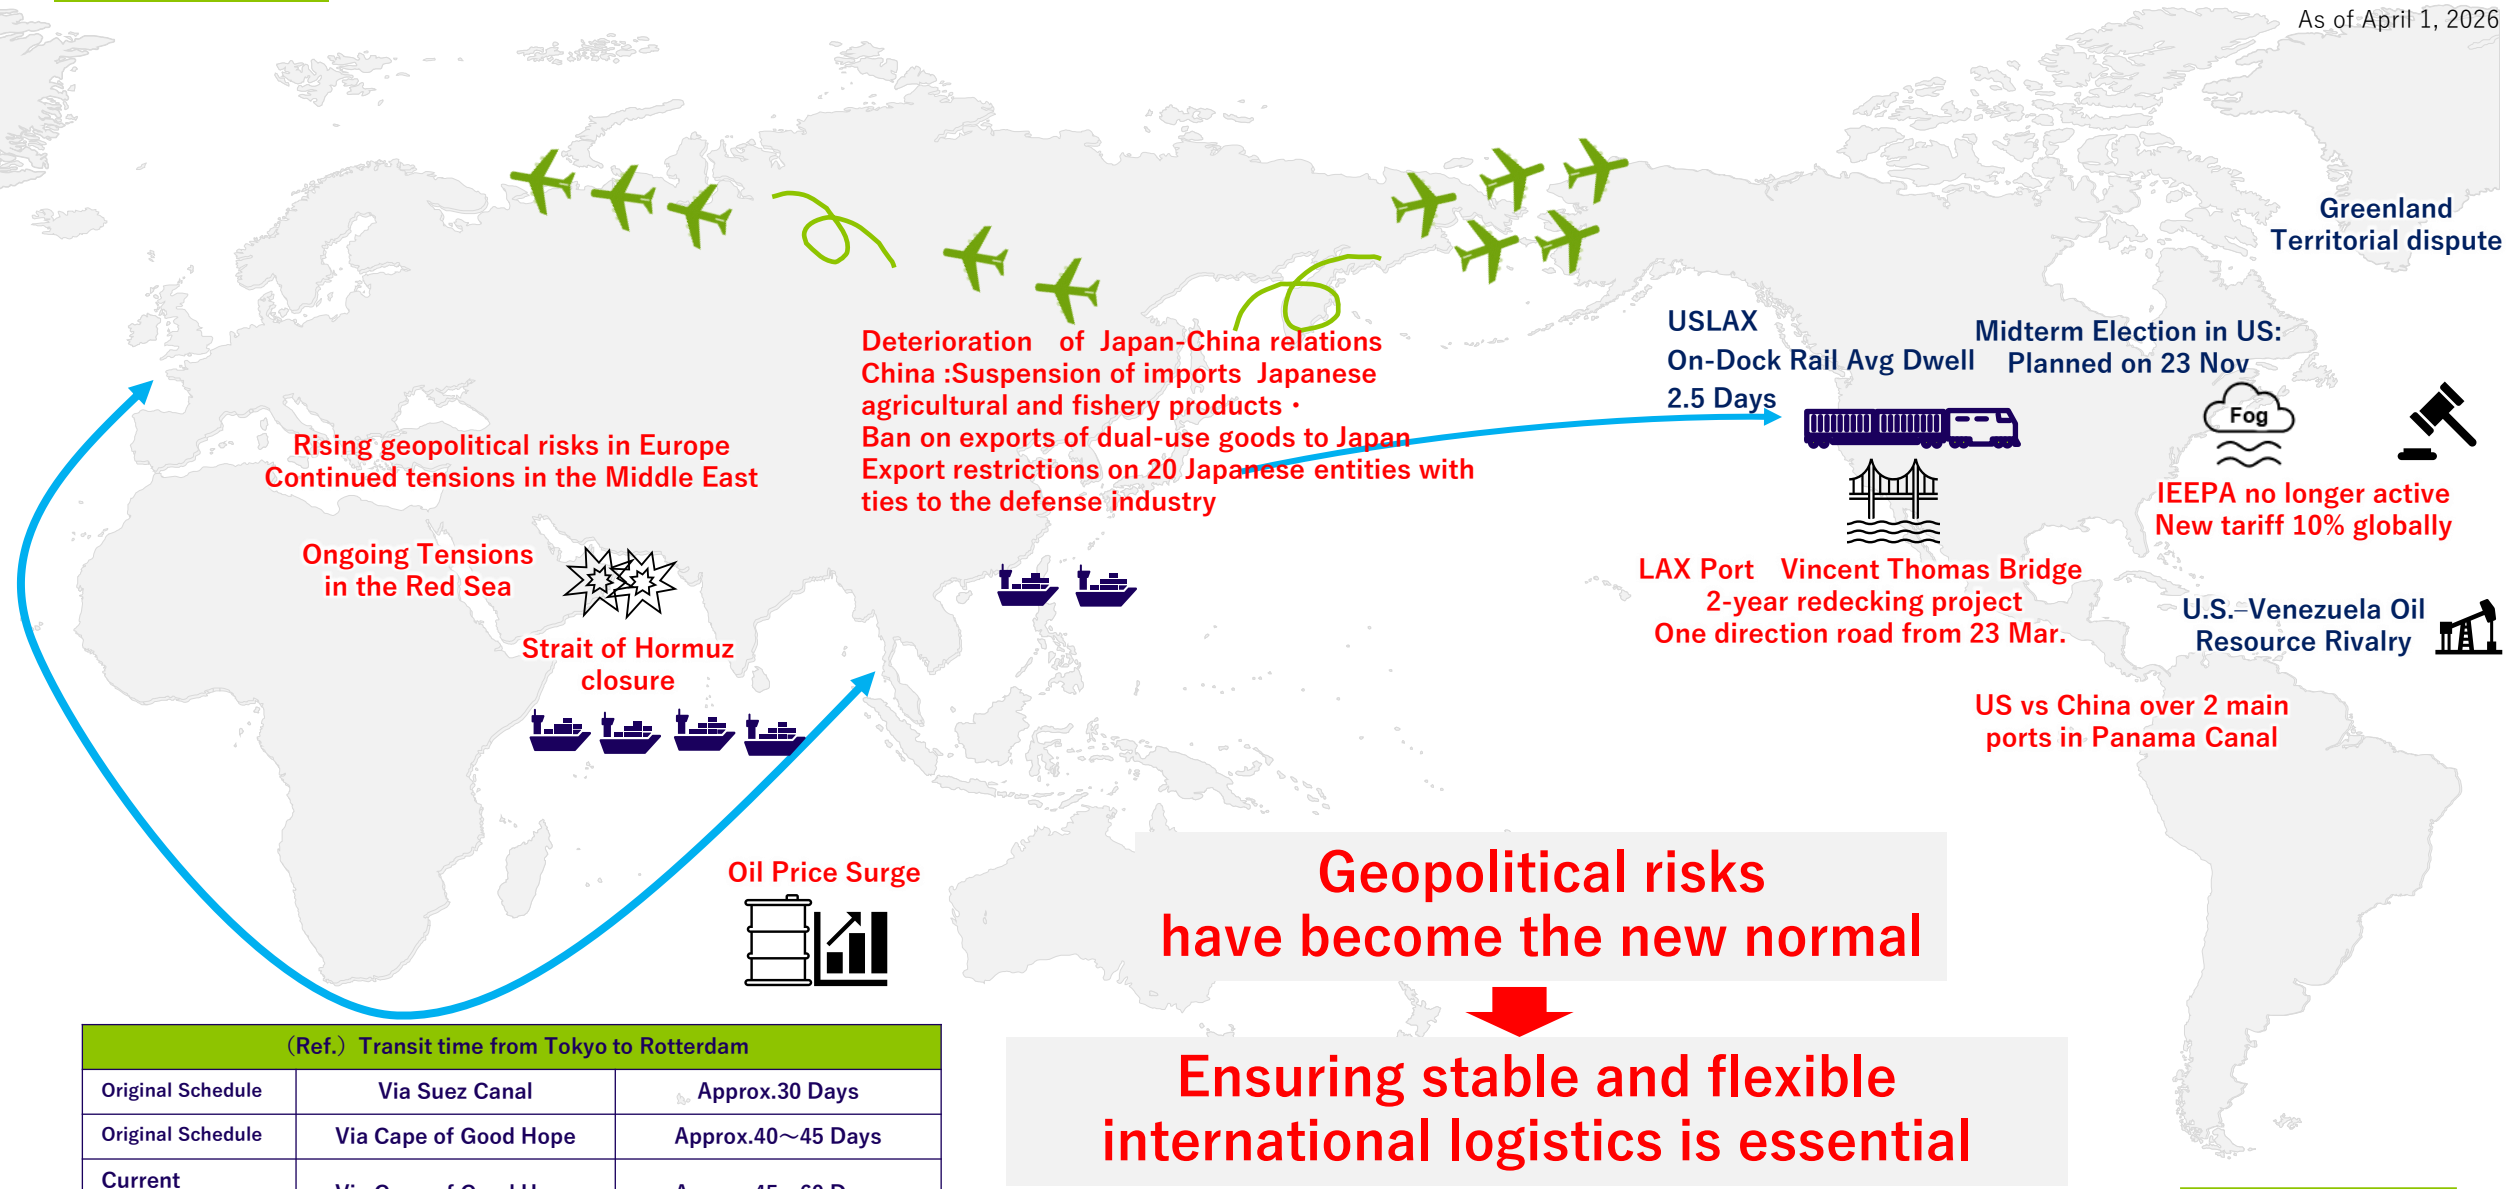 As of April 1, 2026
Greenland
Territorial dispute
USLAX
On-Dock Rail Avg Dwell
2.5 Days
Midterm Election in US:
Planned on 23 Nov
Fog
Deterioration　of Japan-China relations
China :Suspension of imports Japanese
agricultural and fishery products・
Ban on exports of dual-use goods to Japan
Export restrictions on 20 Japanese entities with
ties to the defense industry
Rising geopolitical risks in Europe
Continued tensions in the Middle East
IEEPA no longer active
New tariff 10% globally
Ongoing Tensions
in the Red Sea
LAX Port　Vincent Thomas Bridge
2-year redecking project
One direction road from 23 Mar.
U.S.–Venezuela Oil
Resource Rivalry
Strait of Hormuz
closure
US vs China over 2 main
ports in Panama Canal
Oil Price Surge
Geopolitical risks
have become the new normal
Ensuring stable and flexible
international logistics is essential
（Ref.）Transit time from Tokyo to Rotterdam
Original Schedule Via Suez Canal Approx.30 Days
Original Schedule Via Cape of Good Hope Approx.40～45 Days
Current